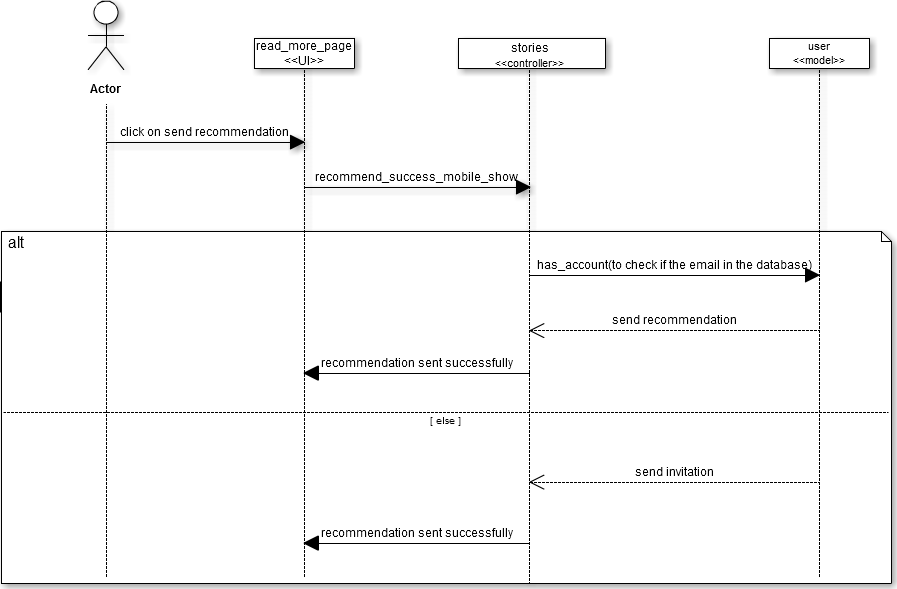 read_more_page
<<UI>>
stories
<<controller>>
user
<<model>>
Actor
click on send recommendation
recommend_success_mobile_show
alt
has_account(to check if the email in the database)
send recommendation
recommendation sent successfully
[ else ]
send invitation
recommendation sent successfully